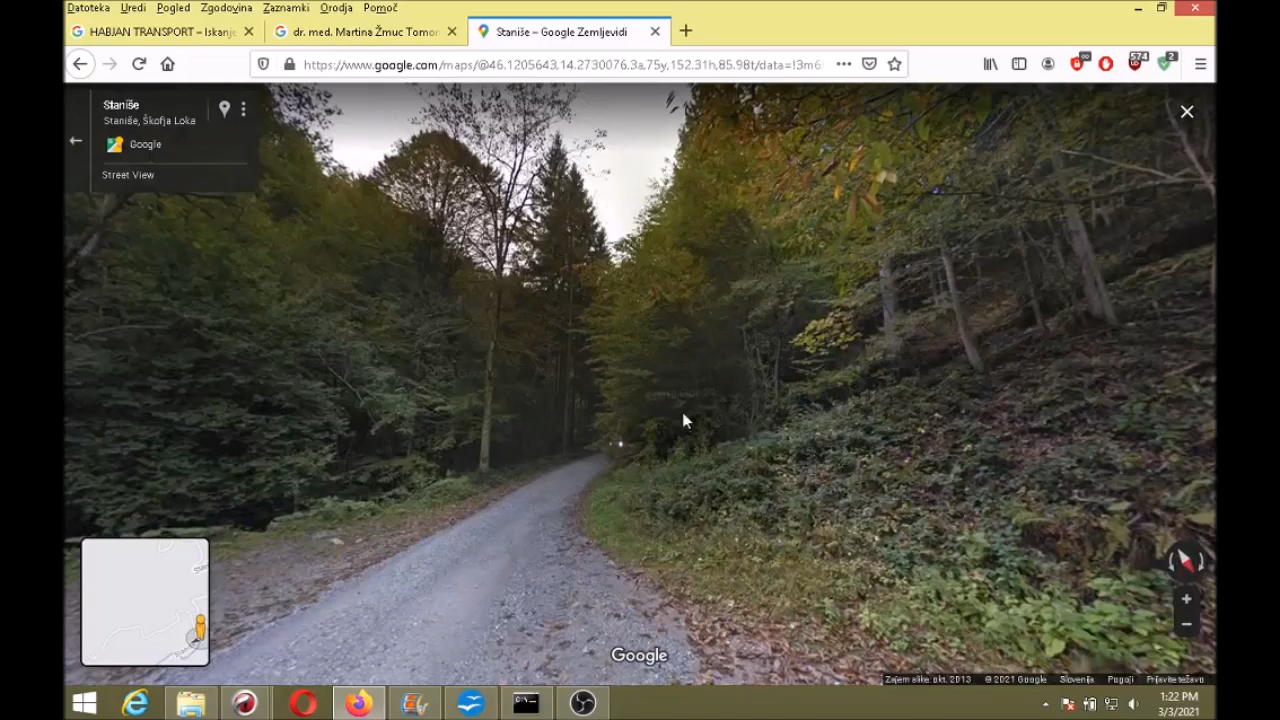 Datoteka Uredi Pogled Zgodovina Zaznamki Orodja Pomoč
HABJAN TRANSPORT – Iskanje
dr. med. Martina Žmuc Tomor
Staniše – Google Zemljevidi
https://www.google.com/maps/@46.1205643,14.2730076,3a,75y,152.31h,85.98t/data=!3m6
574
2
Staniše
Staniše, Škofja Loka
Google
Street View
Google
Zajem slike: okt. 2013 © 2021 Google Slovenija Pogoji Prijavite težavo
1:22 PM
3/3/2021